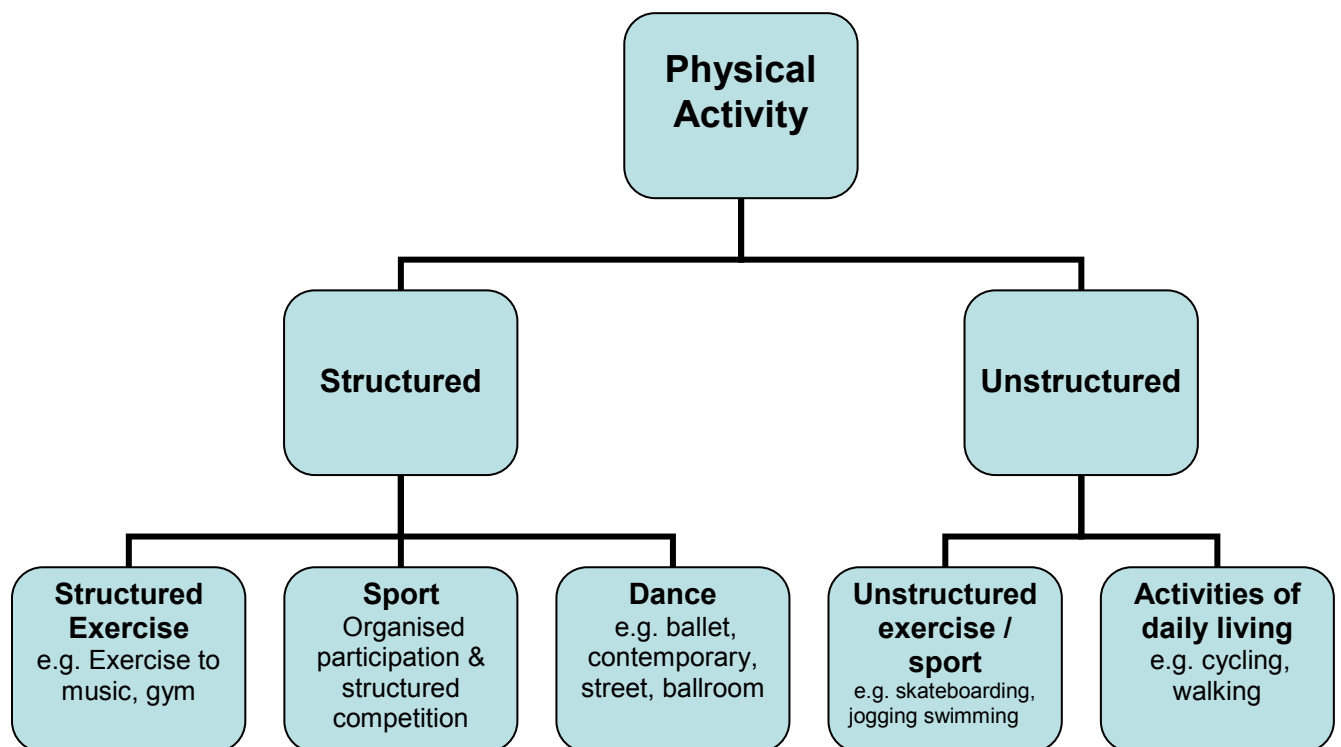 Physical
Activity
Structured
Unstructured
Structured
Exercise
e.g. Exercise to
music, gym
Sport
Organised
participation &
structured
competition
Dance
e.g. ballet,
contemporary,
street, ballroom
Unstructured
exercise /
sport
e.g. skateboarding,
jogging swimming
Activities of
daily living
e.g. cycling,
walking